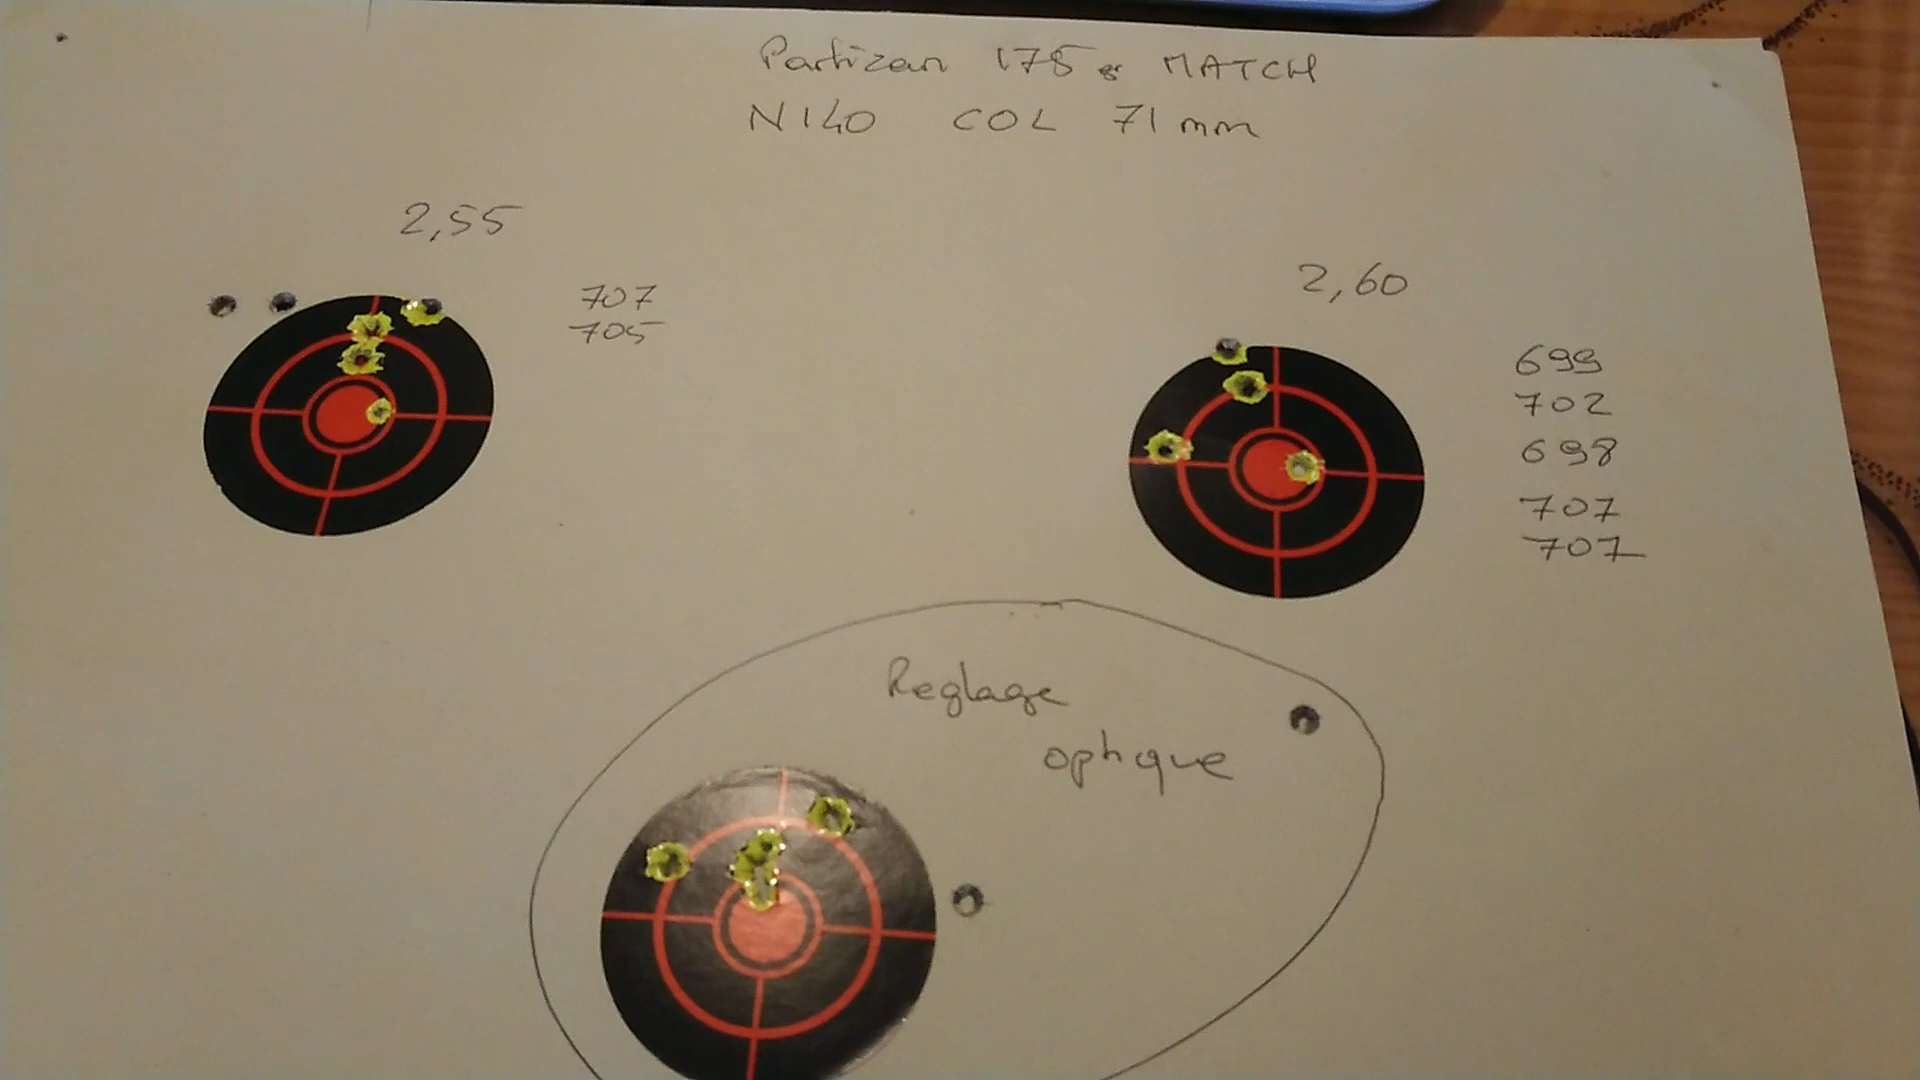 Partizan 175 gr MATCH
N140 COL 71 mm
2,55
707
705
2,60
699
702
698
707
707
Reglage
optique